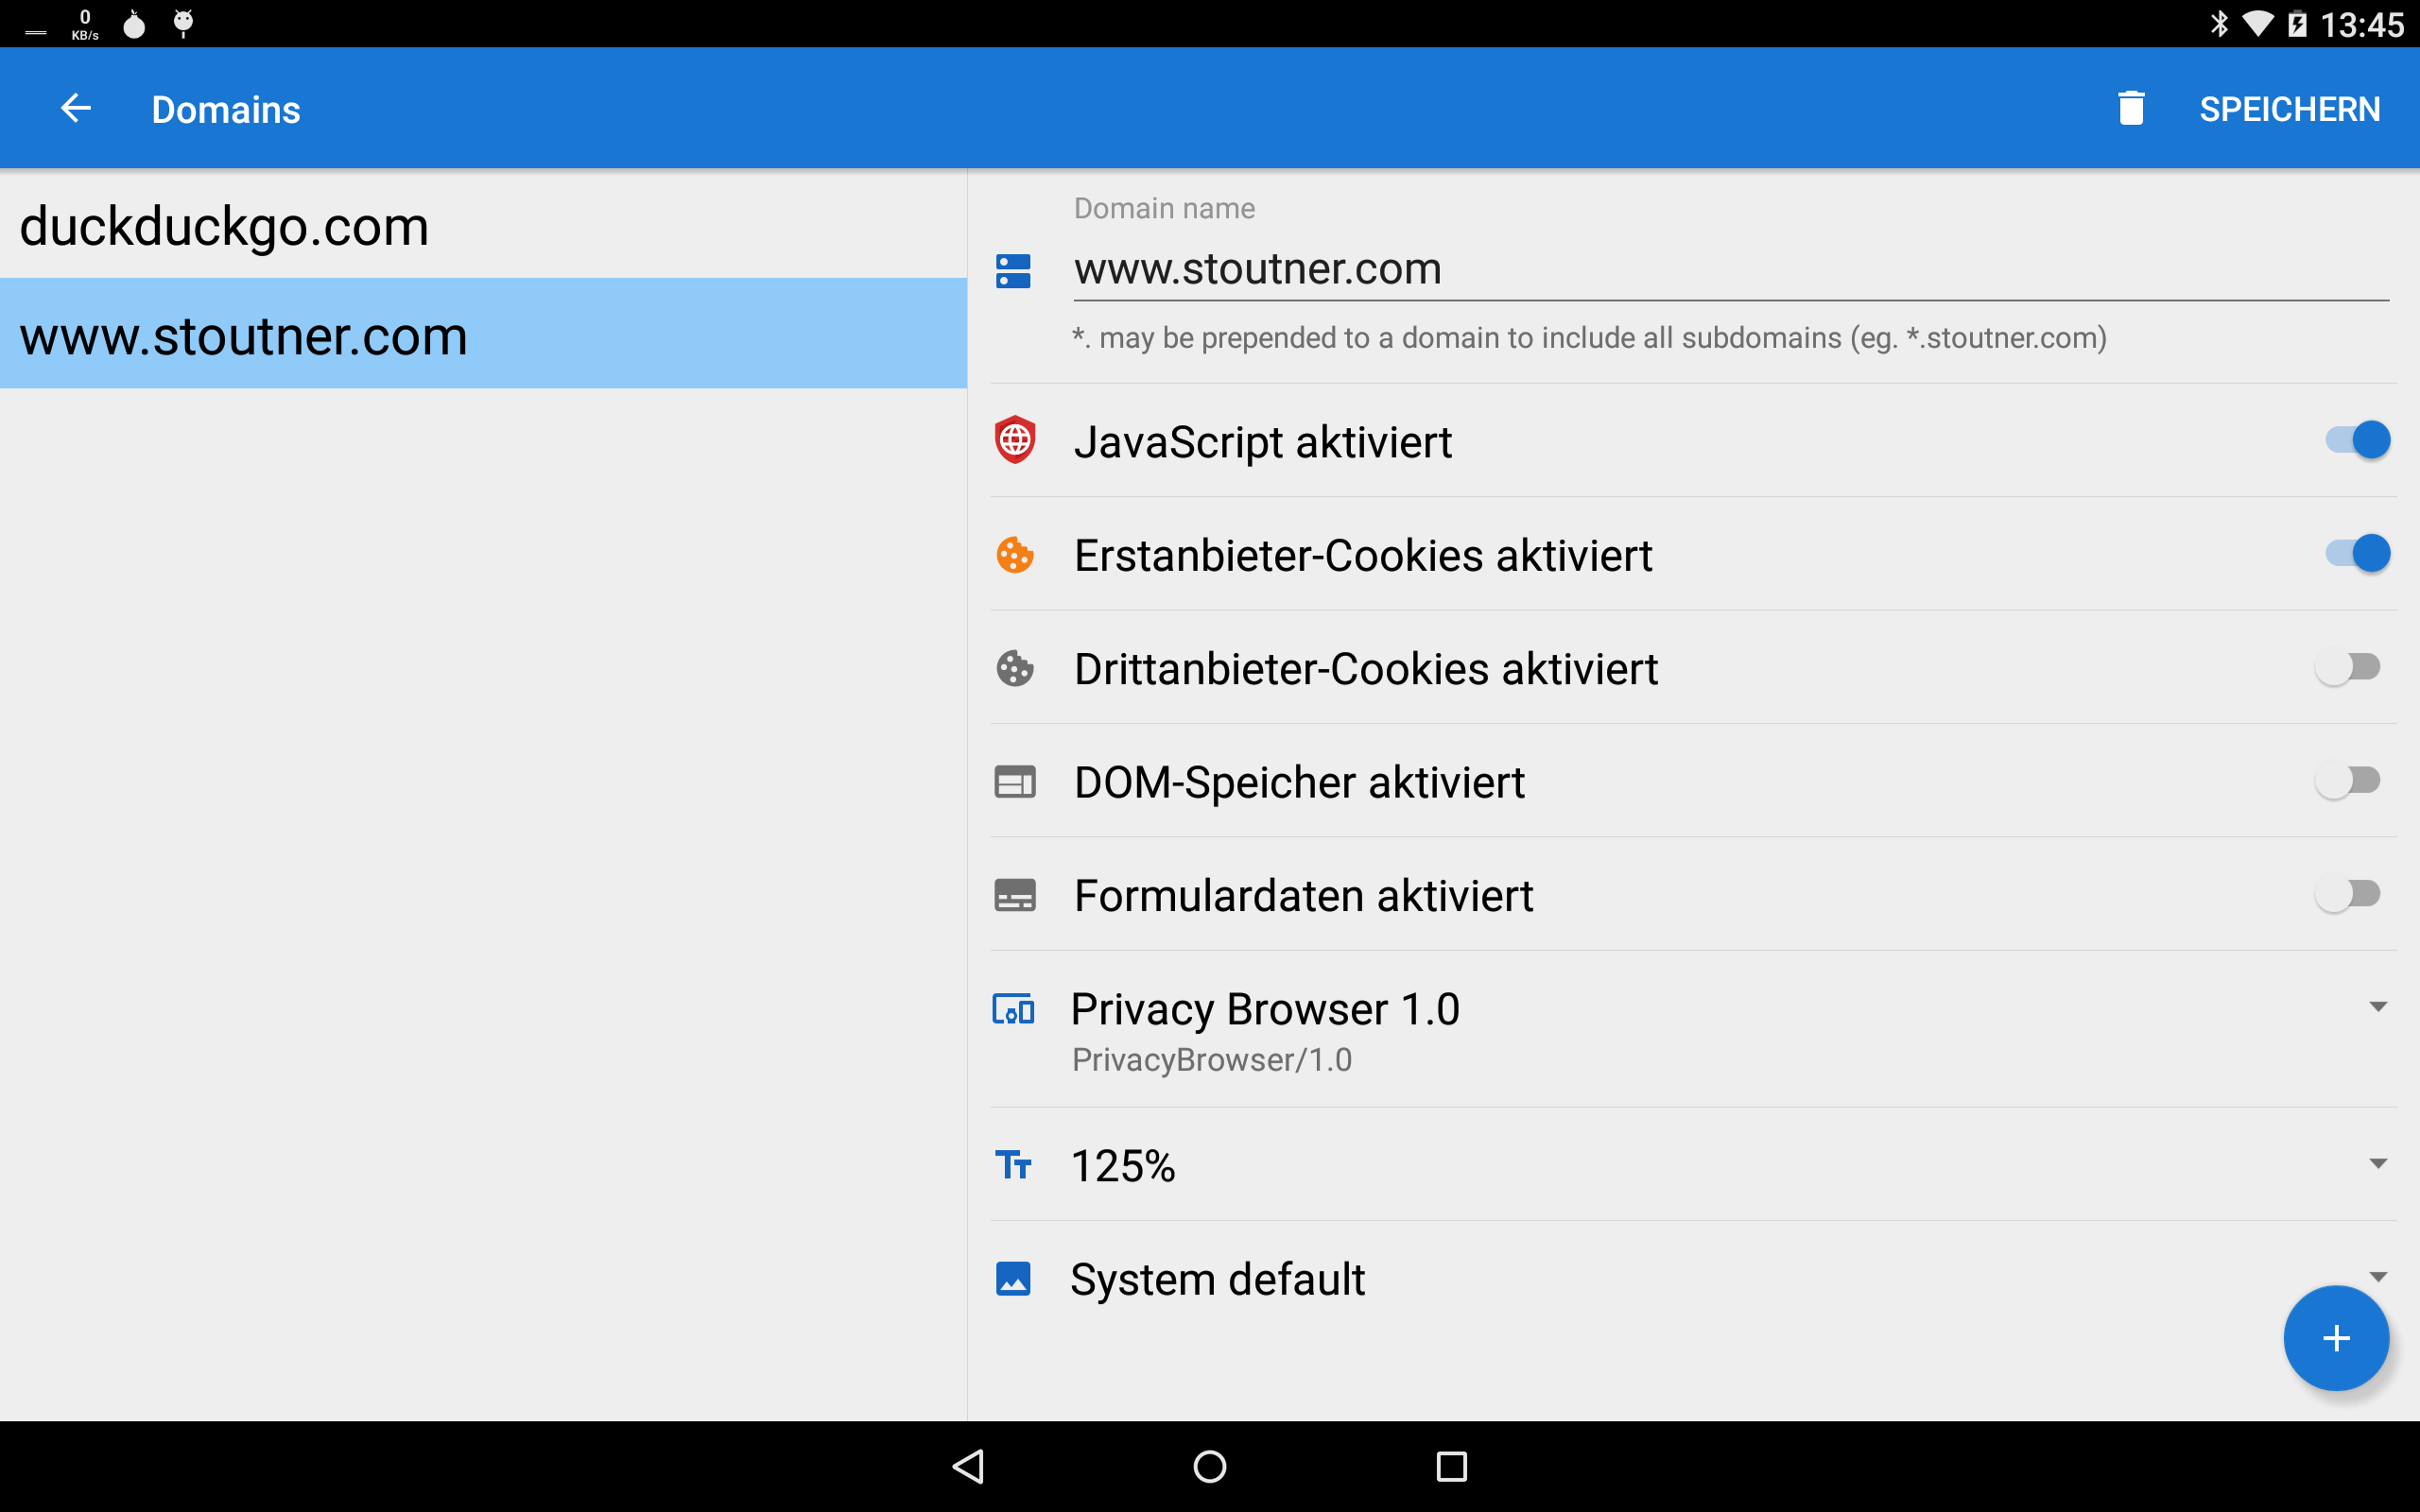 0
KB/s
13:45
Domains
SPEICHERN
duckduckgo.com
www.stoutner.com
Domain name
www.stoutner.com
*. may be prepended to a domain to include all subdomains (eg. *.stoutner.com)
JavaScript aktiviert
Erstanbieter-Cookies aktiviert
Drittanbieter-Cookies aktiviert
DOM-Speicher aktiviert
Formulardaten aktiviert
Privacy Browser 1.0
PrivacyBrowser/1.0
125%
System default